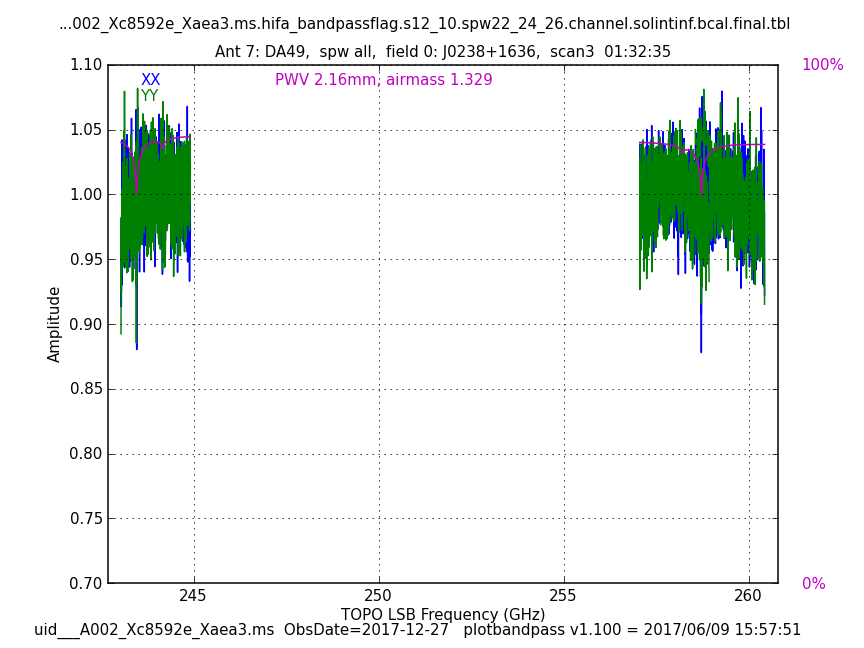 ...002_Xc8592e_Xaea3.ms.hifa_bandpassflag.s12_10.spw22_24_26.channel.solintinf.bcal.final.tbl
Ant 7: DA49,  spw all,  field 0: J0238+1636,  scan3  01:32:35
1.10
XX
PWV 2.16mm, airmass 1.329
100%
YY
1.05
1.00
0.95
0.90
Amplitude
0.85
0.80
0.75
0.70
0%
245 250 255 260
TOPO LSB Frequency (GHz)
uid___A002_Xc8592e_Xaea3.ms  ObsDate=2017-12-27   plotbandpass v1.100 = 2017/06/09 15:57:51